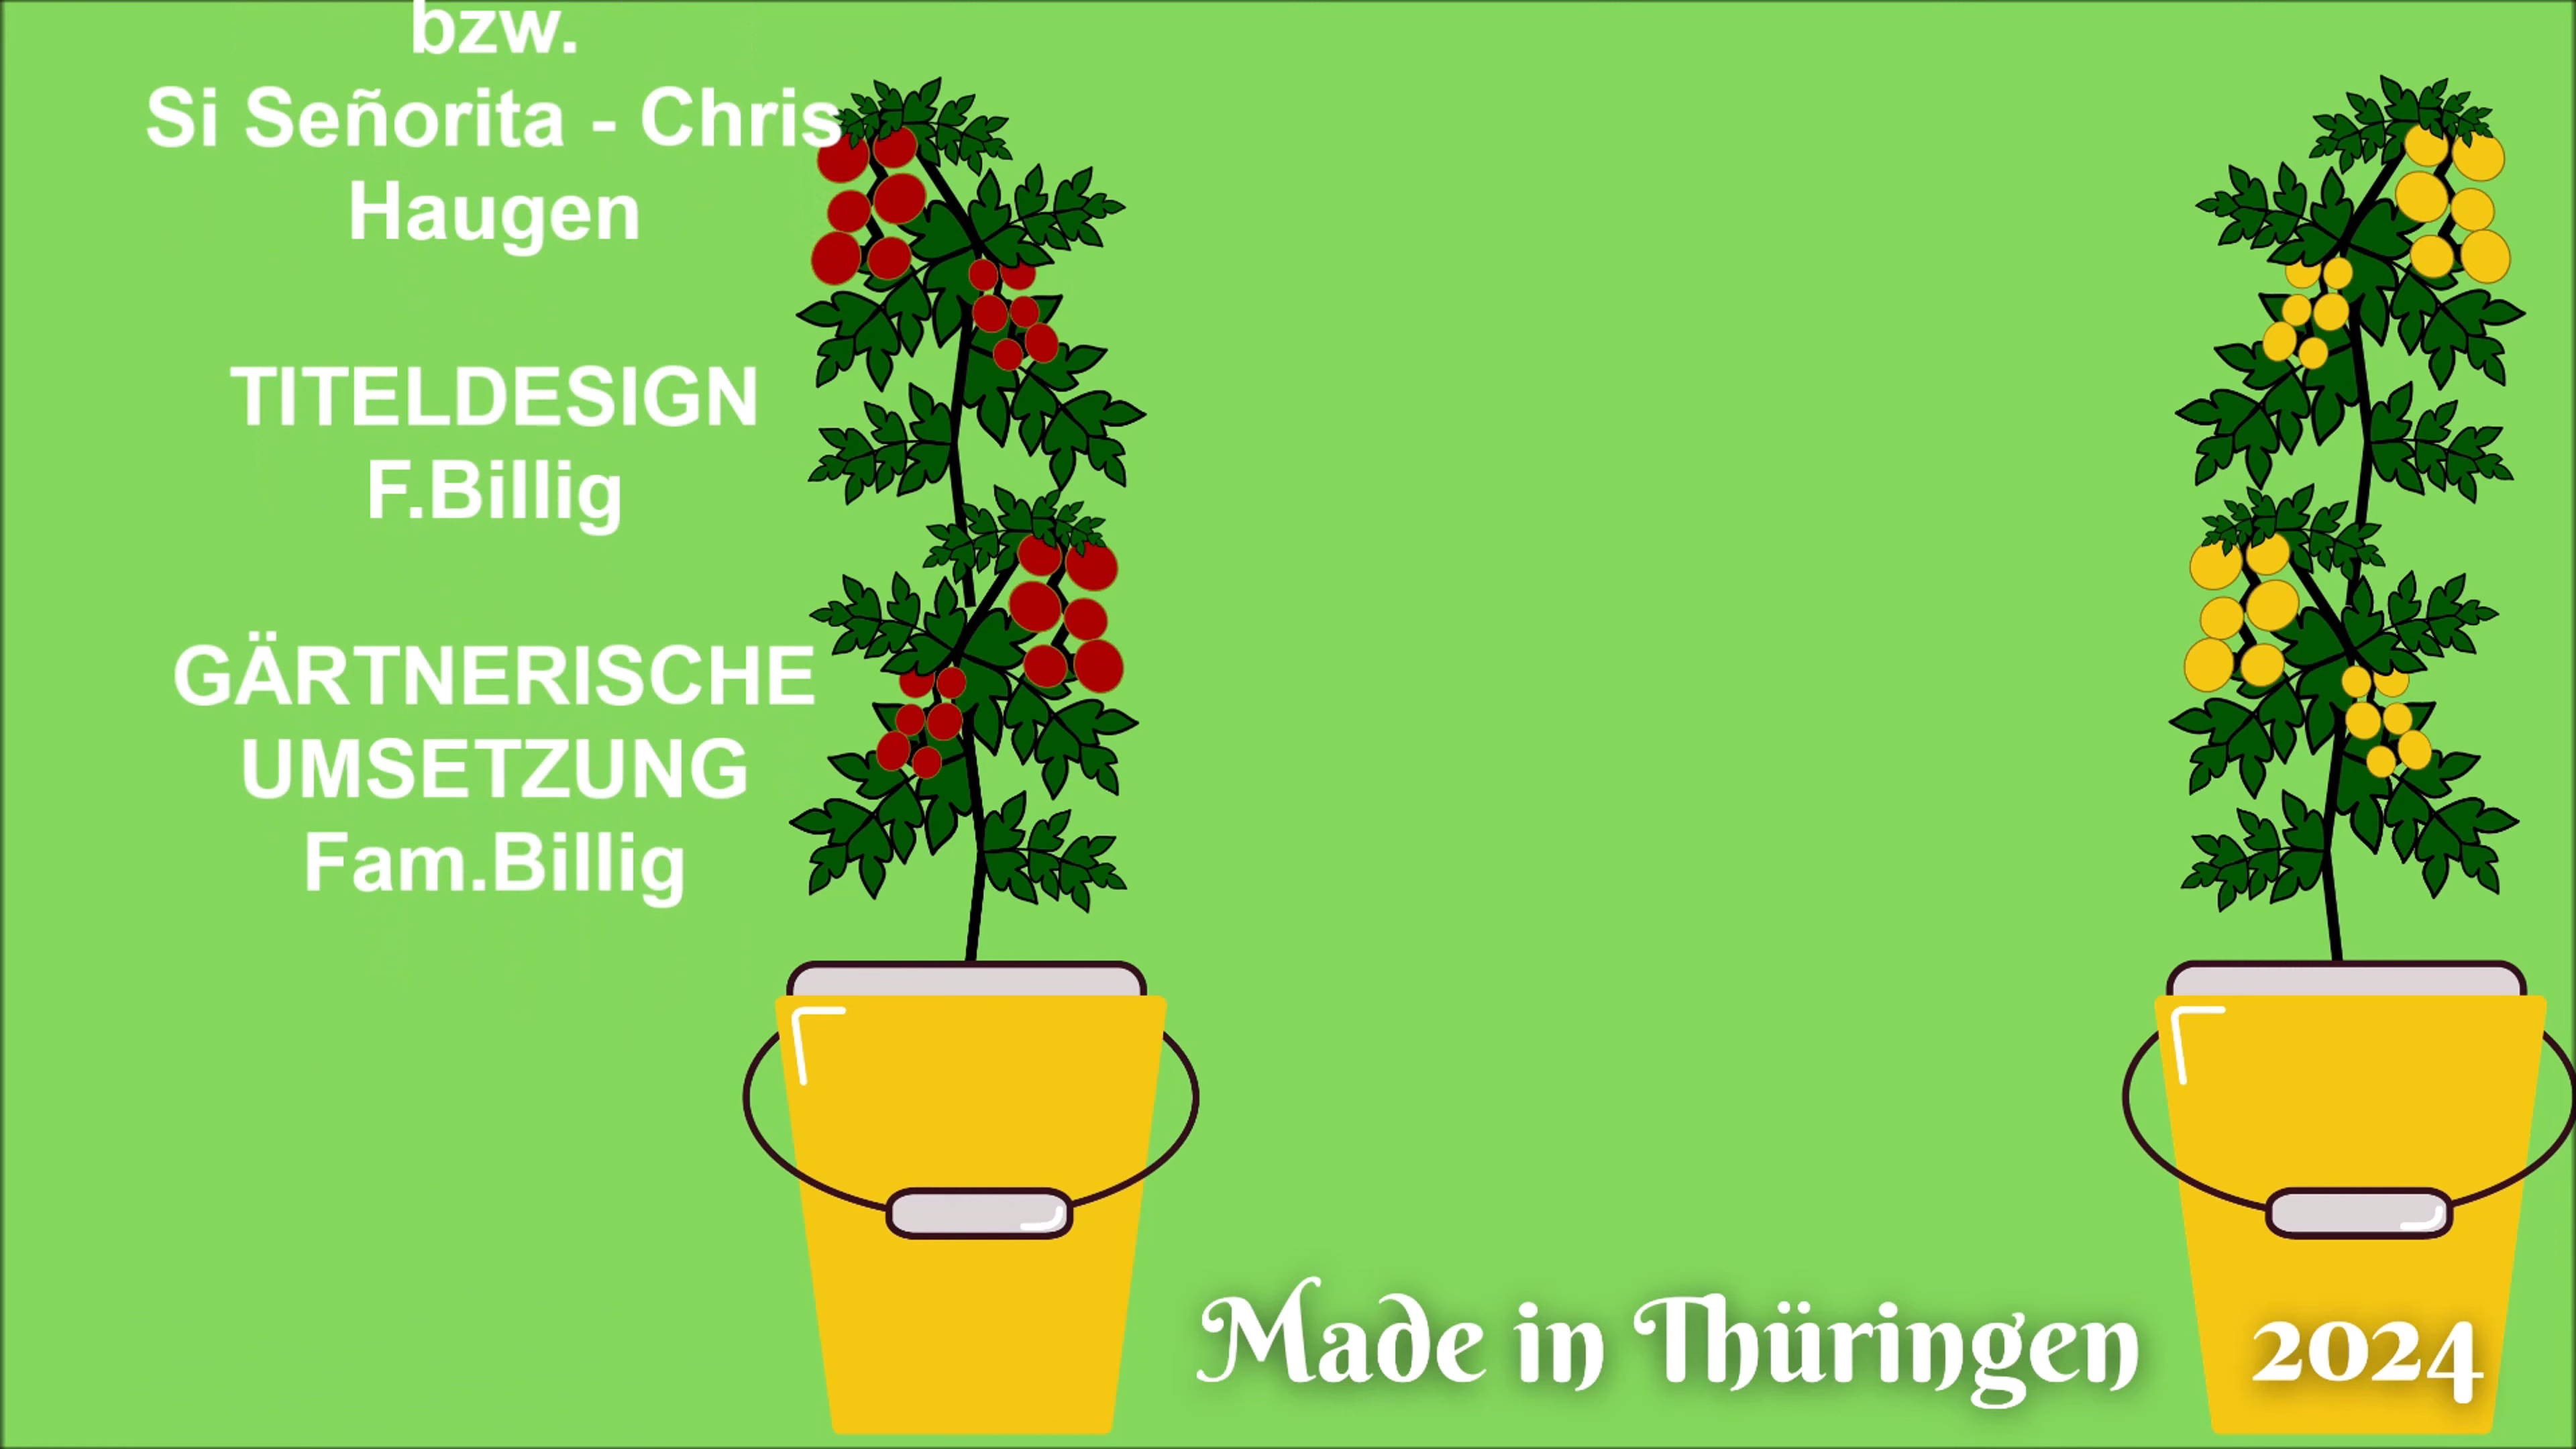 bzw.
Si Señorita - Chris
Haugen
TITELDESIGN
F.Billig
GÄRTNERISCHE
UMSETZUNG
Fam.Billig
Made in Thüringen
2024